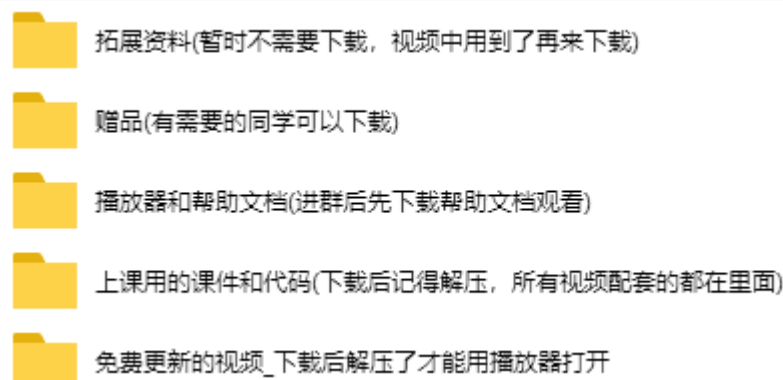 拓展资料(暂时不需要下载，视频中用到了再来下载)
赠品(有需要的同学可以下载)
播放器和帮助文档(进群后先下载帮助文档观看)
上课用的课件和代码(下载后记得解压，所有视频配套的都在里面)
免费更新的视频_下载后解压了才能用播放器打开